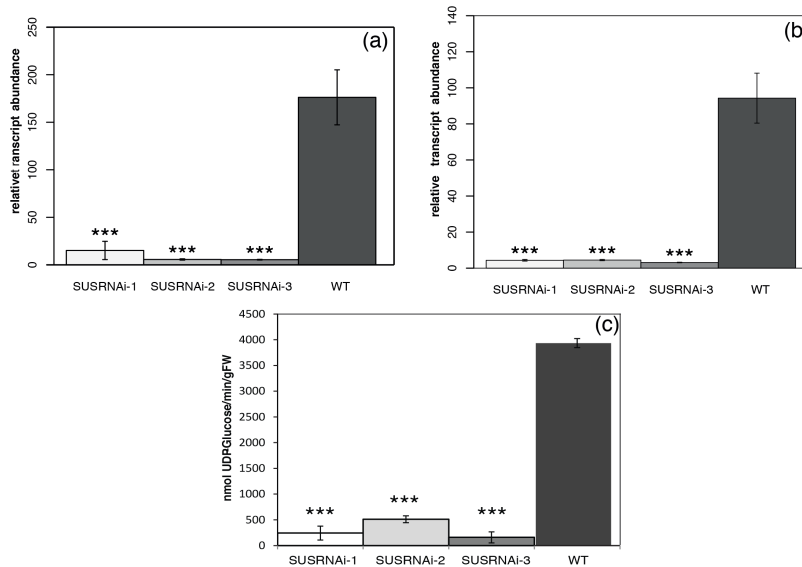 (a)
relativet ranscript abundance
250
200
150
100
50
0
*** *** ***
SUSRNAi-1 SUSRNAi-2 SUSRNAi-3 WT
(b)
relative transcript abundance
140
120
100
80
60
40
20
0
*** *** ***
SUSRNAi-1 SUSRNAi-2 SUSRNAi-3 WT
(c)
nmol UDPGlucose/min/gFW
4500
4000
3500
3000
2500
2000
1500
1000
500
0
*** *** ***
SUSRNAi-1 SUSRNAi-2 SUSRNAi-3 WT